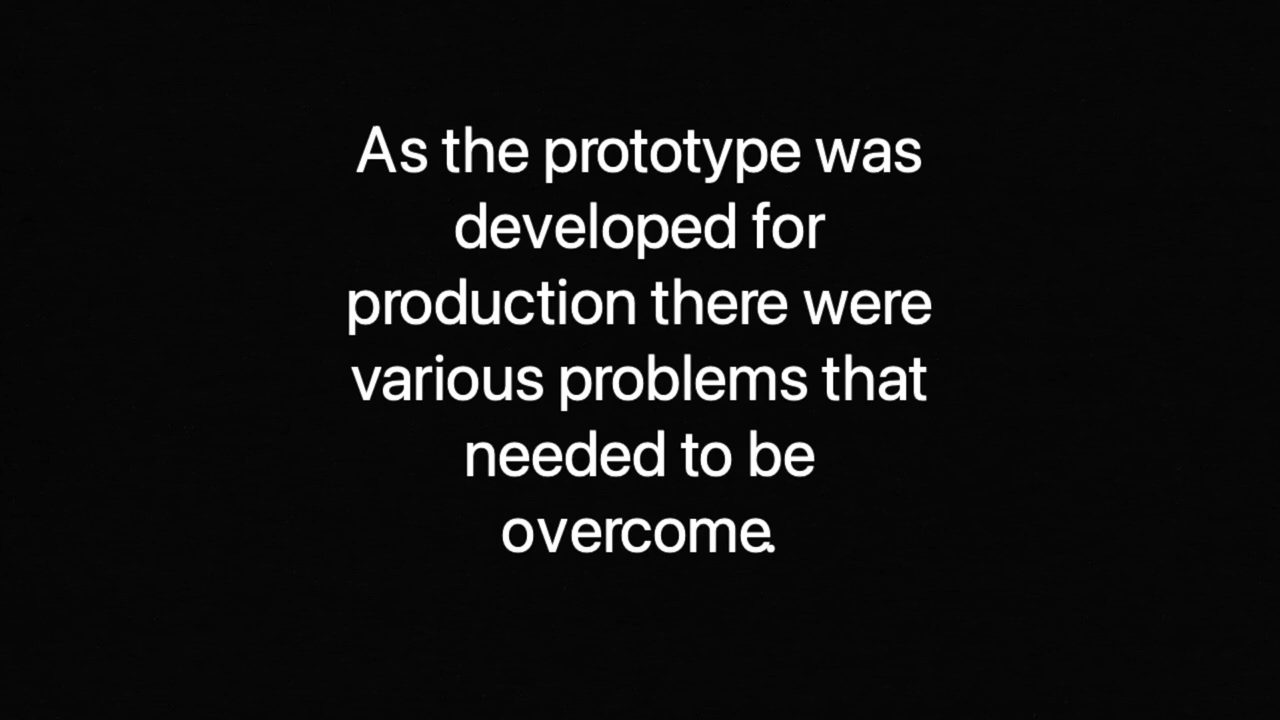 As the prototype was
developed for
production there were
various problems that
needed to be
overcome.